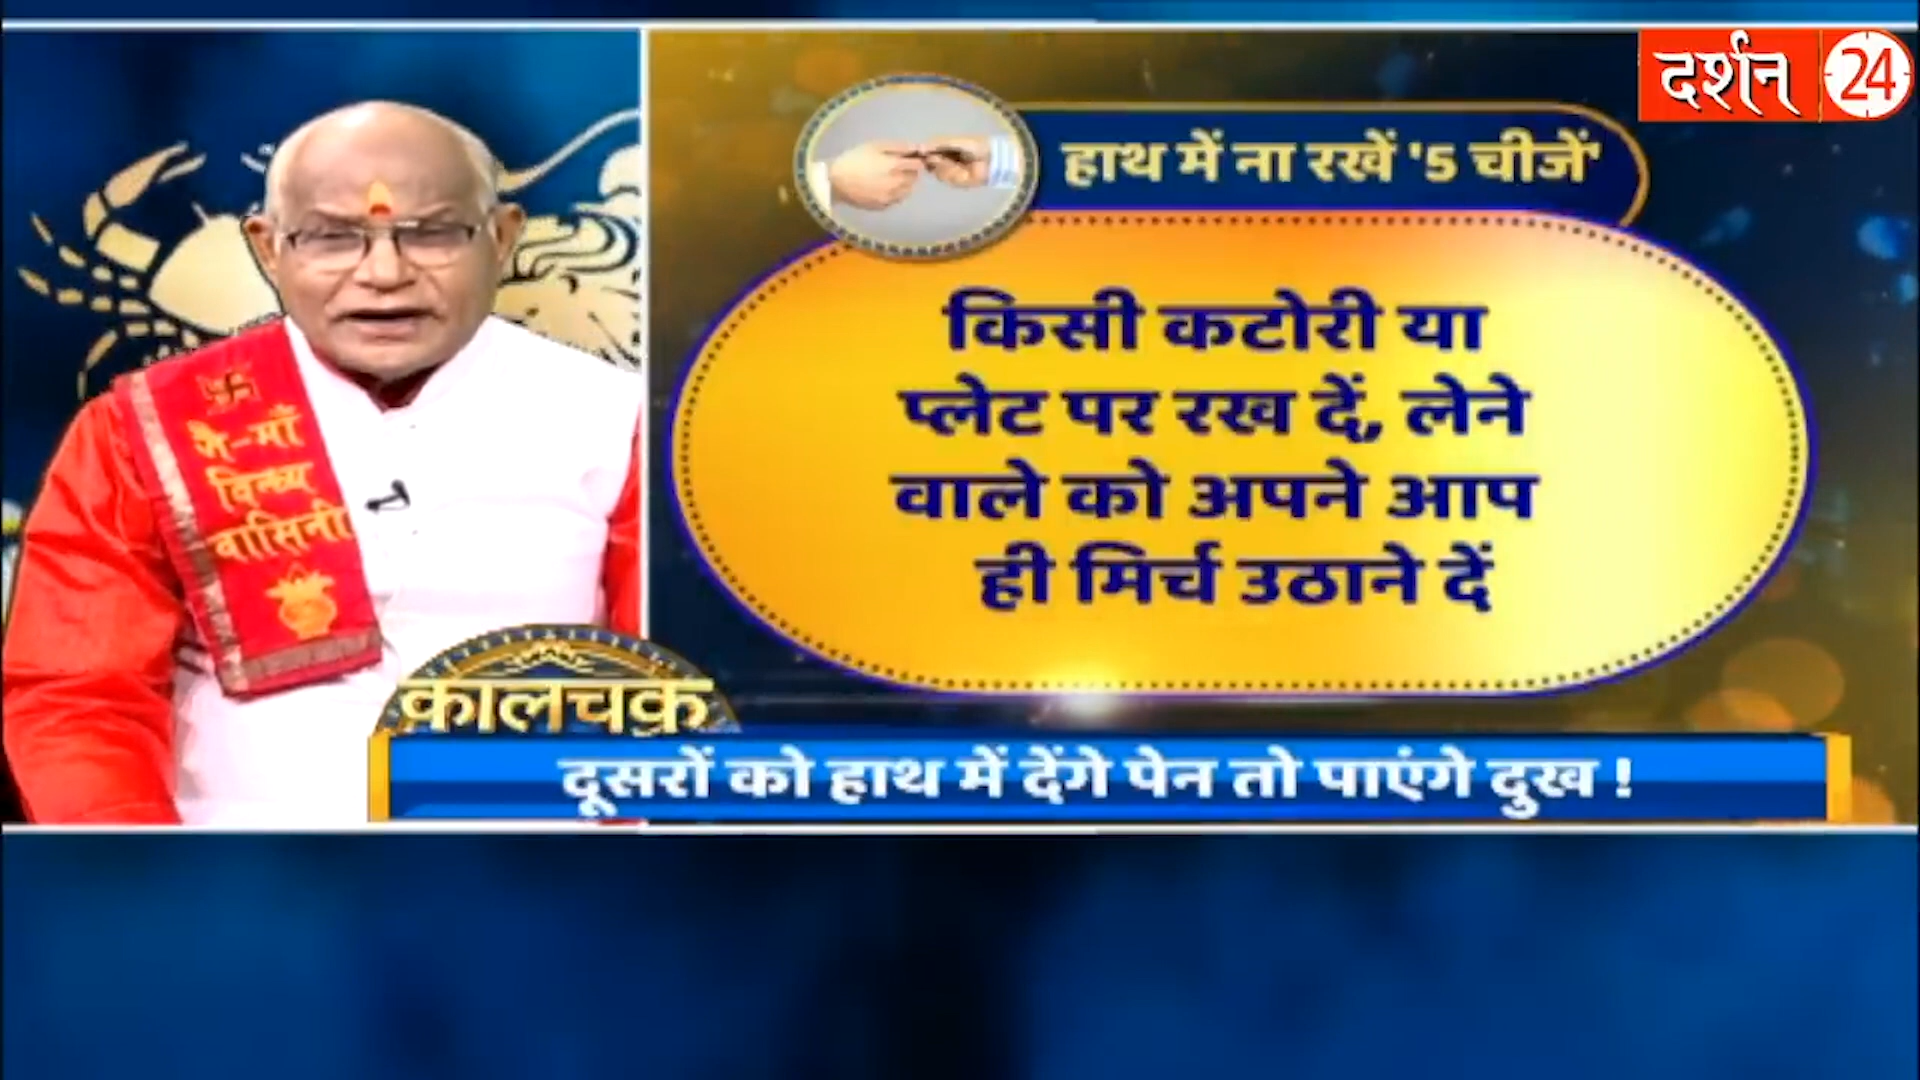 दर्शन 24
हाथ में ना रखें '5 चीजें'
किसी कटोरी या
प्लेट पर रख दें, लेने
वाले को अपने आप
ही मिर्च उठाने दें
जै-माँ
विन्ध्य
वासिनी
कालचक्र
दूसरों को हाथ में देंगे पेन तो पाएंगे दुख !